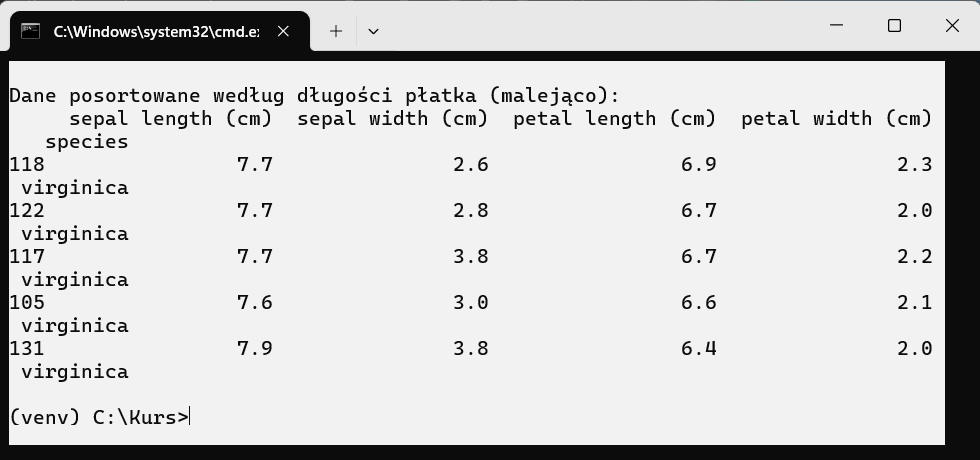 C:\Windows\system32\cmd.e
Dane posortowane według długości płatka (malejąco):
sepal length (cm)  sepal width (cm)  petal length (cm)  petal width (cm)
species
118                7.7               2.6                6.9               2.3
virginica
122                7.7               2.8                6.7               2.0
virginica
117                7.7               3.8                6.7               2.2
virginica
105                7.6               3.0                6.6               2.1
virginica
131                7.9               3.8                6.4               2.0
virginica
(venv) C:\Kurs>